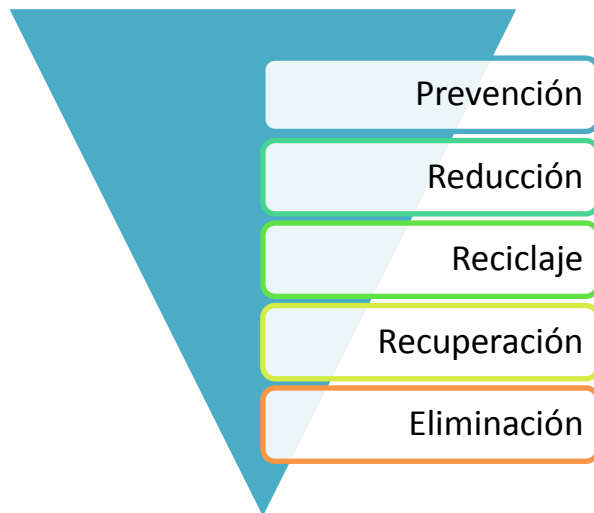 Prevención
Reducción
Reciclaje
Recuperación
Eliminación